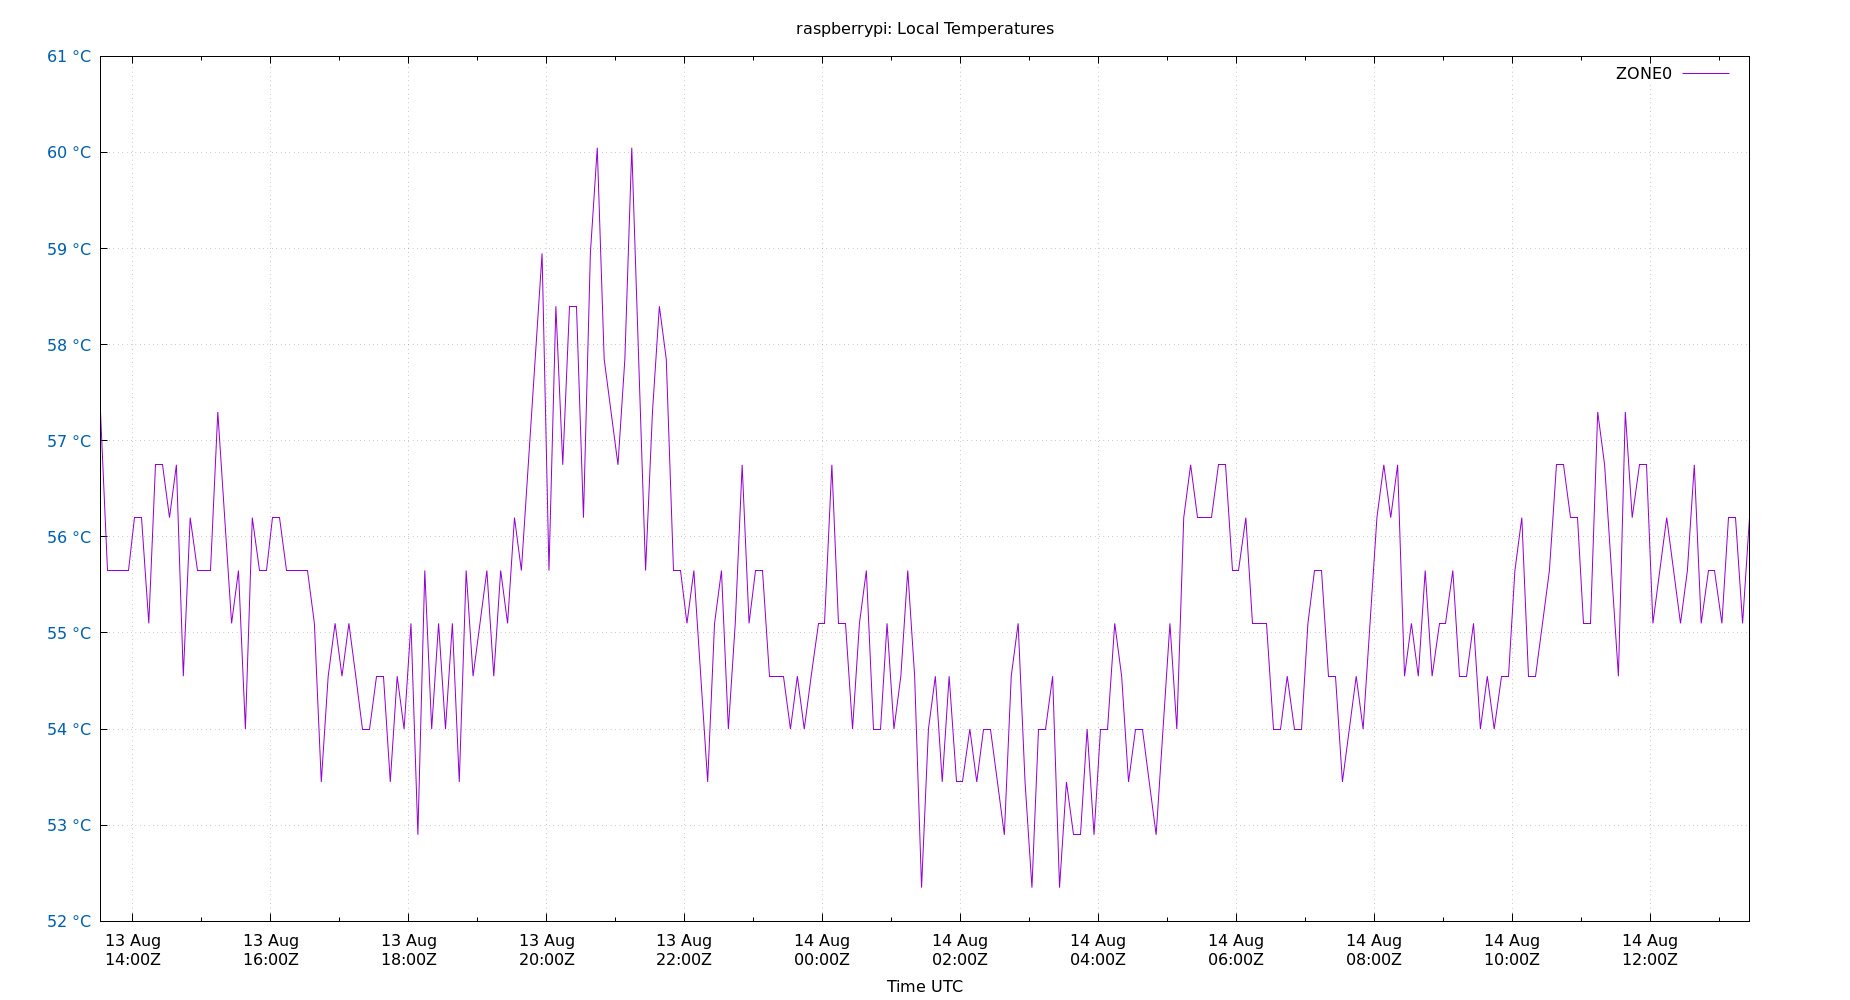 raspberrypi: Local Temperatures
61 °C
ZONE0
60 °C
59 °C
58 °C
57 °C
56 °C
55 °C
54 °C
53 °C
52 °C
13 Aug 13 Aug 13 Aug 13 Aug 13 Aug 14 Aug 14 Aug 14 Aug 14 Aug 14 Aug 14 Aug 14 Aug
14:00Z 16:00Z 18:00Z 20:00Z 22:00Z 00:00Z 02:00Z 04:00Z 06:00Z 08:00Z 10:00Z 12:00Z
Time UTC